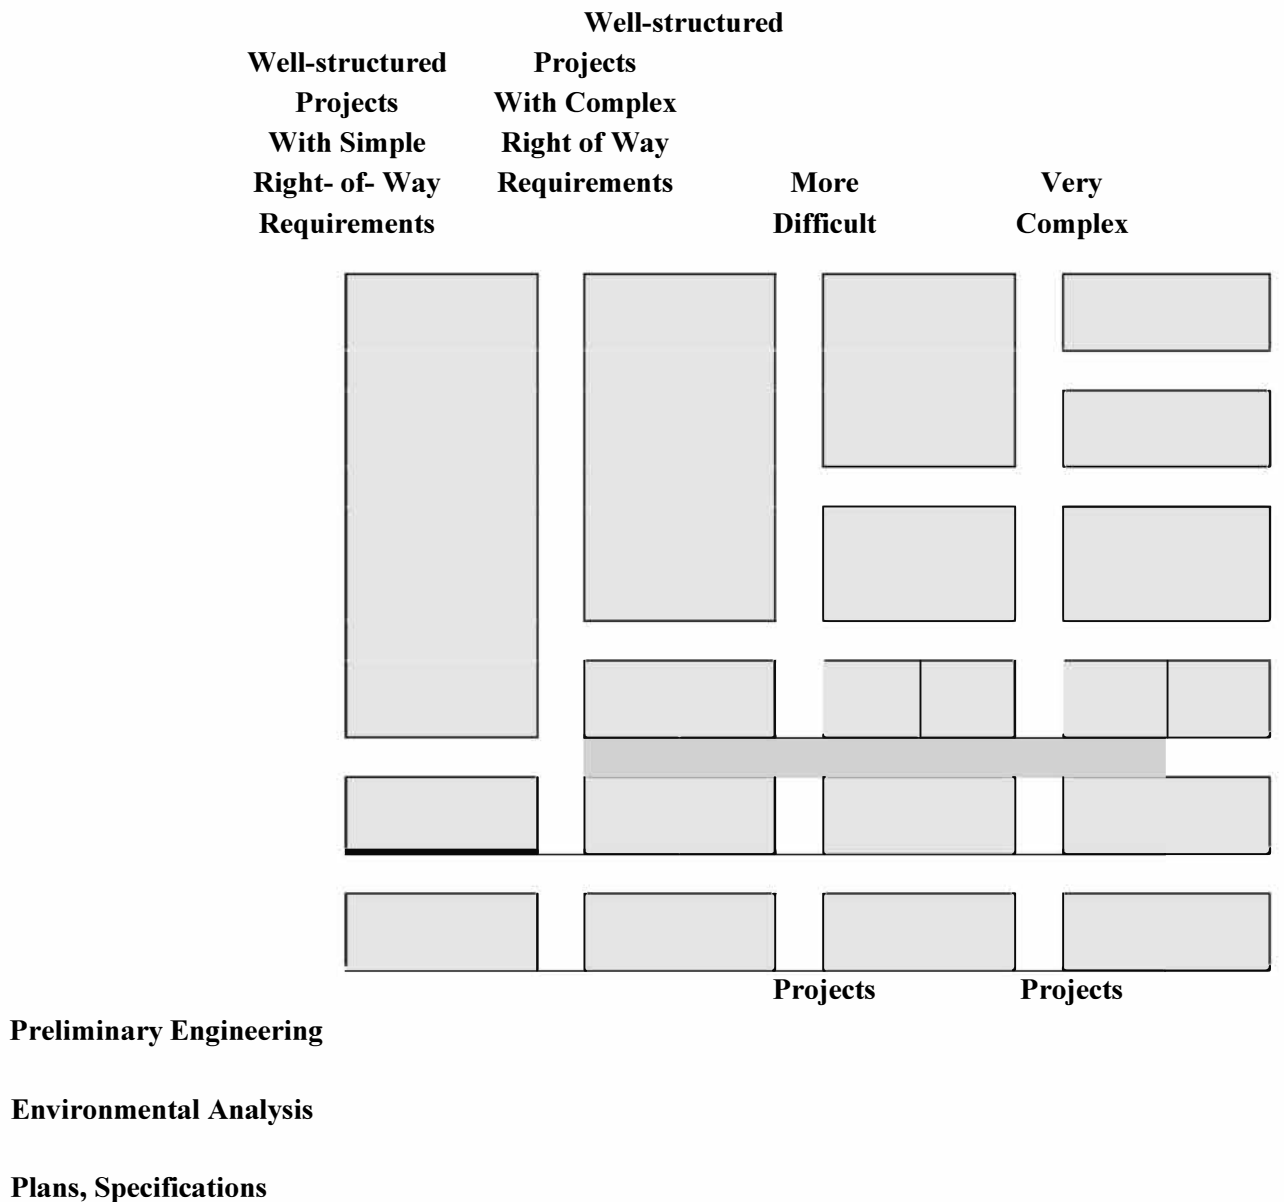 Well-structured
Projects
With Simple
Right- of- Way
Requirements
Well-structured
Projects
With Complex
Right of Way
Requirements
More
Difficult
Very
Complex
Projects
Projects
Preliminary Engineering
Environmental Analysis
Plans, Specifications